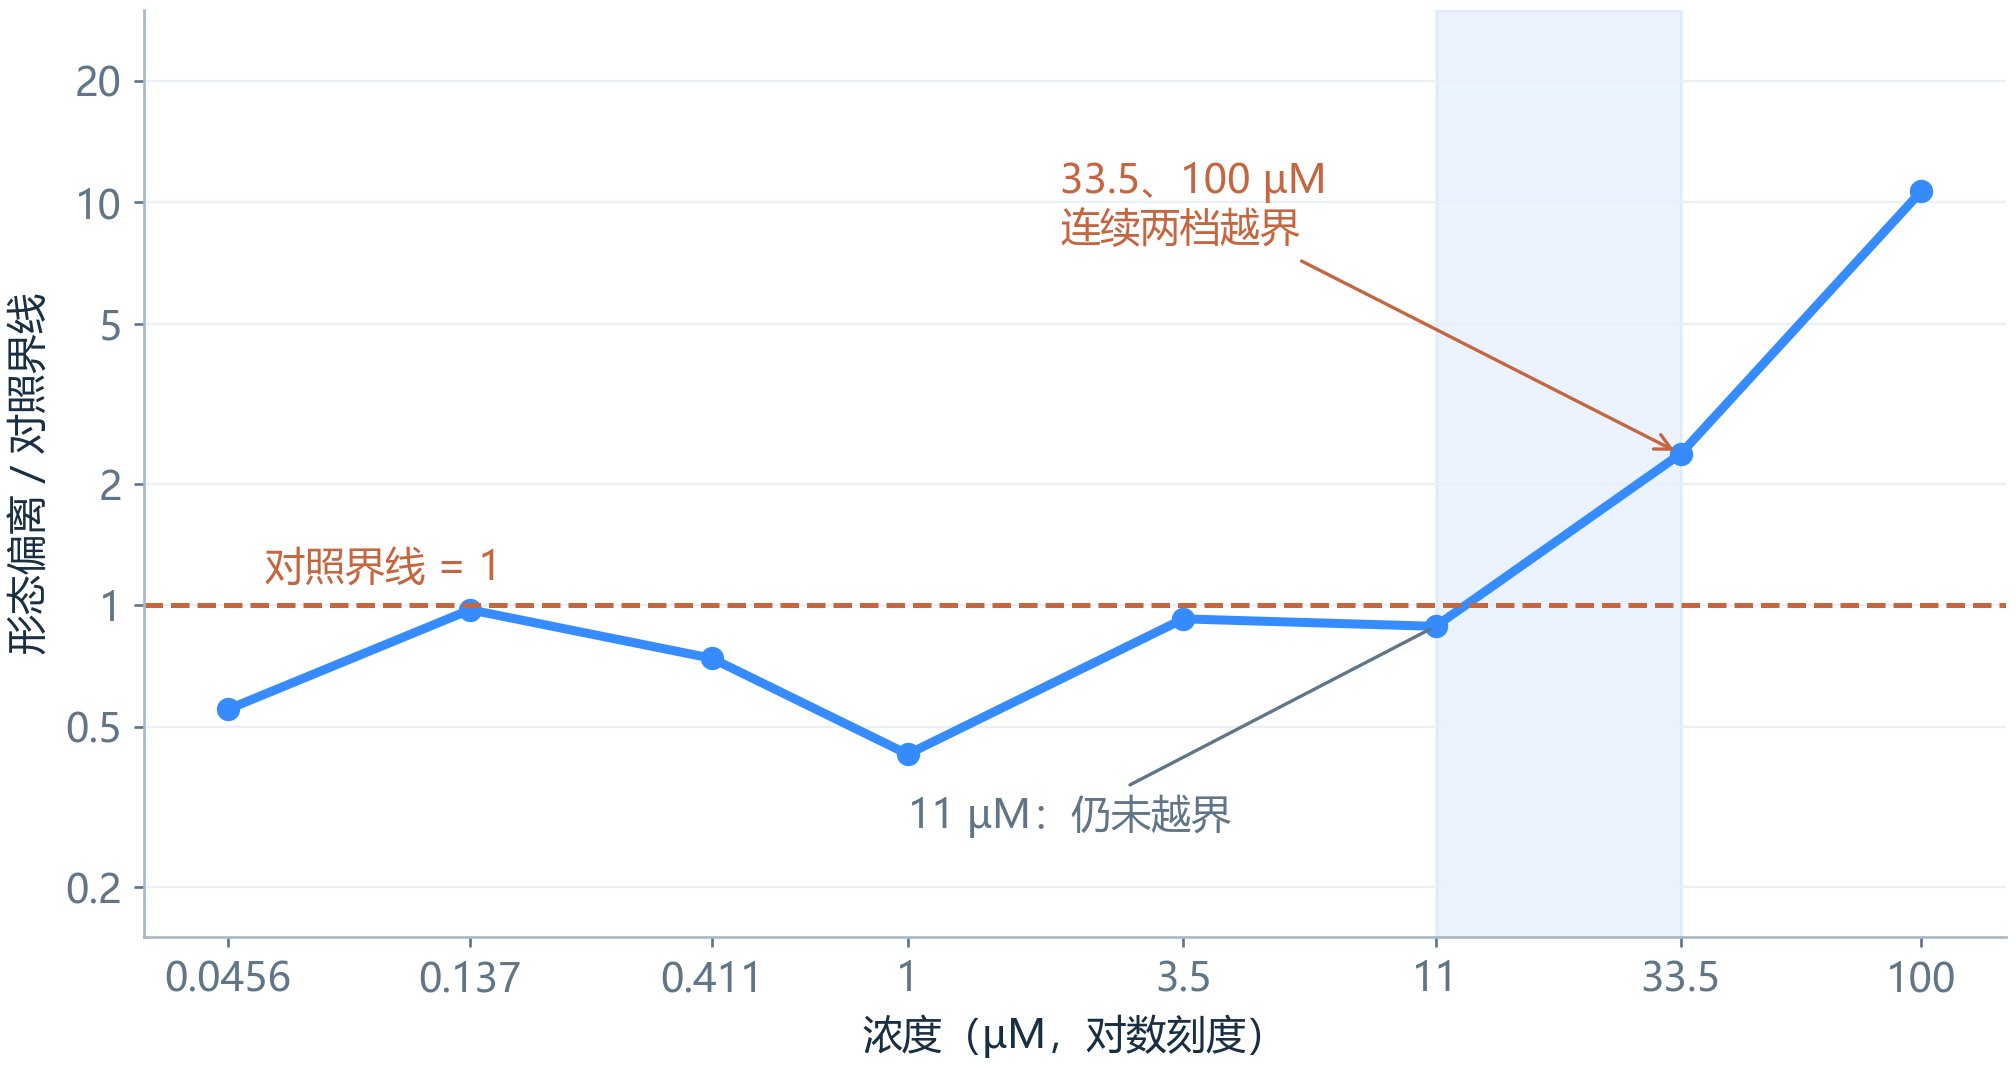 形态偏离 / 对照界线
20
10
5
2
1
0.5
0.2
33.5、100 μM
连续两档越界
对照界线 = 1
11 μM：仍未越界
0.0456 0.137 0.411 1 3.5 11 33.5 100
浓度（μM，对数刻度）